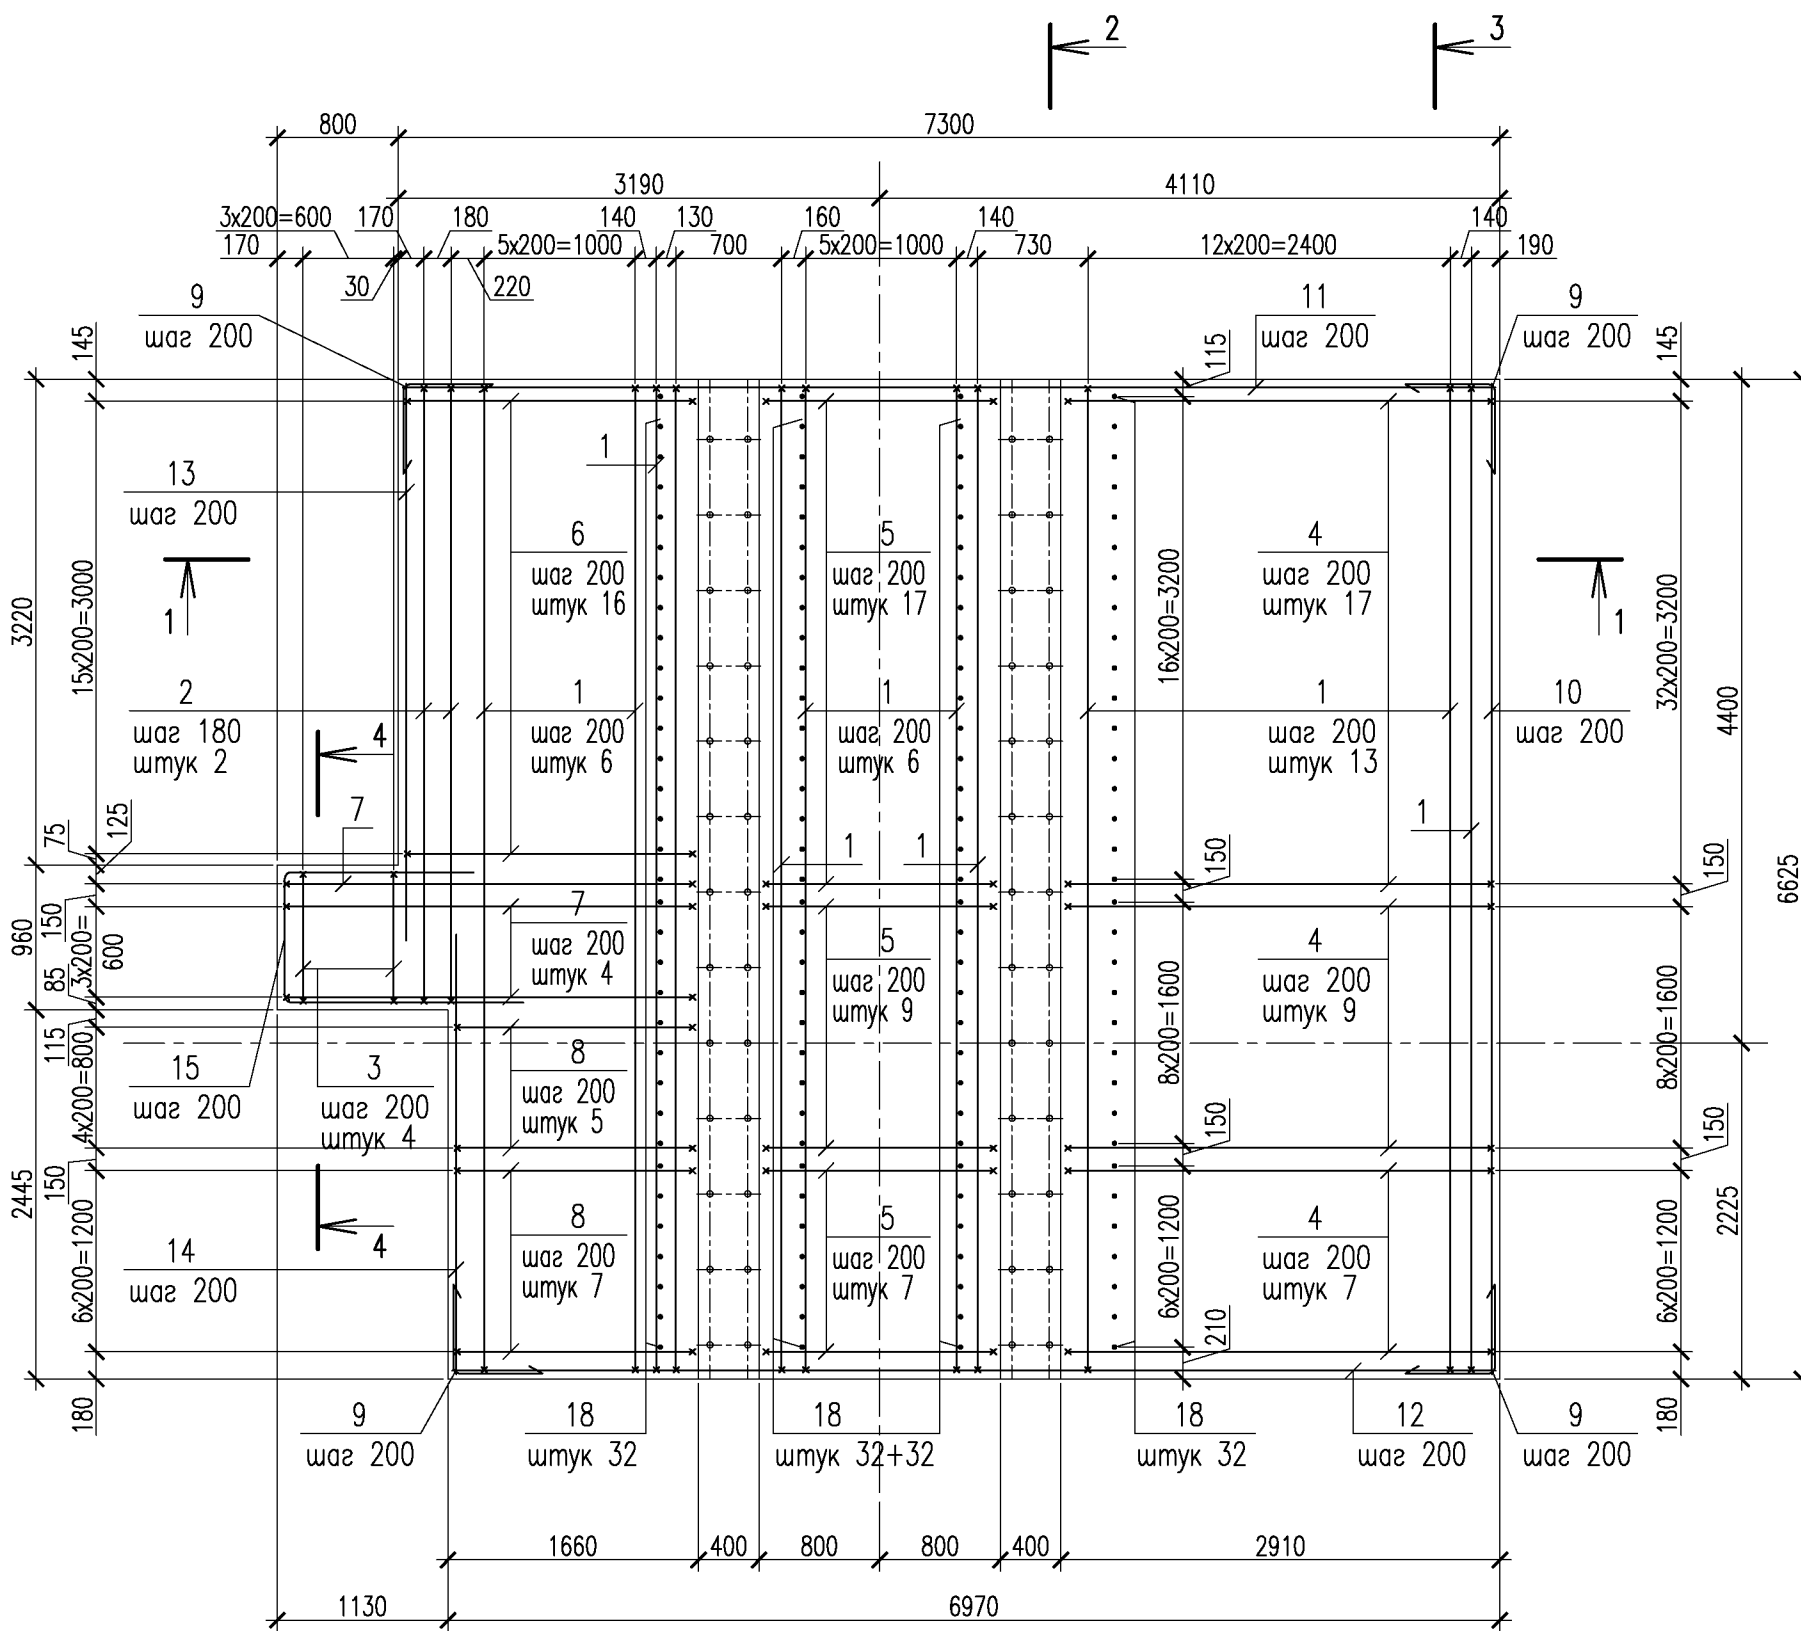 2
3
800
7300
3190
4110
3x200=600
170
180
140
130
160
140
140
170
5x200=1000
700
5x200=1000
730
12x200=2400
190
30
220
9
шаг 200
11
шаг 200
9
шаг 200
145
115
145
1
13
шаг 200
6
шаг 200
штук 16
5
шаг 200
штук 17
4
шаг 200
штук 17
1
1
3220
15x200=3000
16x200=3200
32x200=3200
4400
6625
2
шаг 180
штук 2
4
1
шаг 200
штук 6
1
шаг 200
штук 6
1
шаг 200
штук 13
10
шаг 200
7
1
1
1
75
125
150
150
960
150
3x200=
600
85
7
шаг 200
штук 4
5
шаг 200
штук 9
4
шаг 200
штук 9
115
4x200=800
8x200=1600
8x200=1600
15
шаг 200
3
шаг 200
штук 4
8
шаг 200
штук 5
150
150
2445
150
6x200=1200
6x200=1200
6x200=1200
2225
14
шаг 200
4
8
шаг 200
штук 7
5
шаг 200
штук 7
4
шаг 200
штук 7
210
180
180
9
шаг 200
18
штук 32
18
штук 32+32
18
штук 32
12
шаг 200
9
шаг 200
1660
400
800
800
400
2910
1130
6970